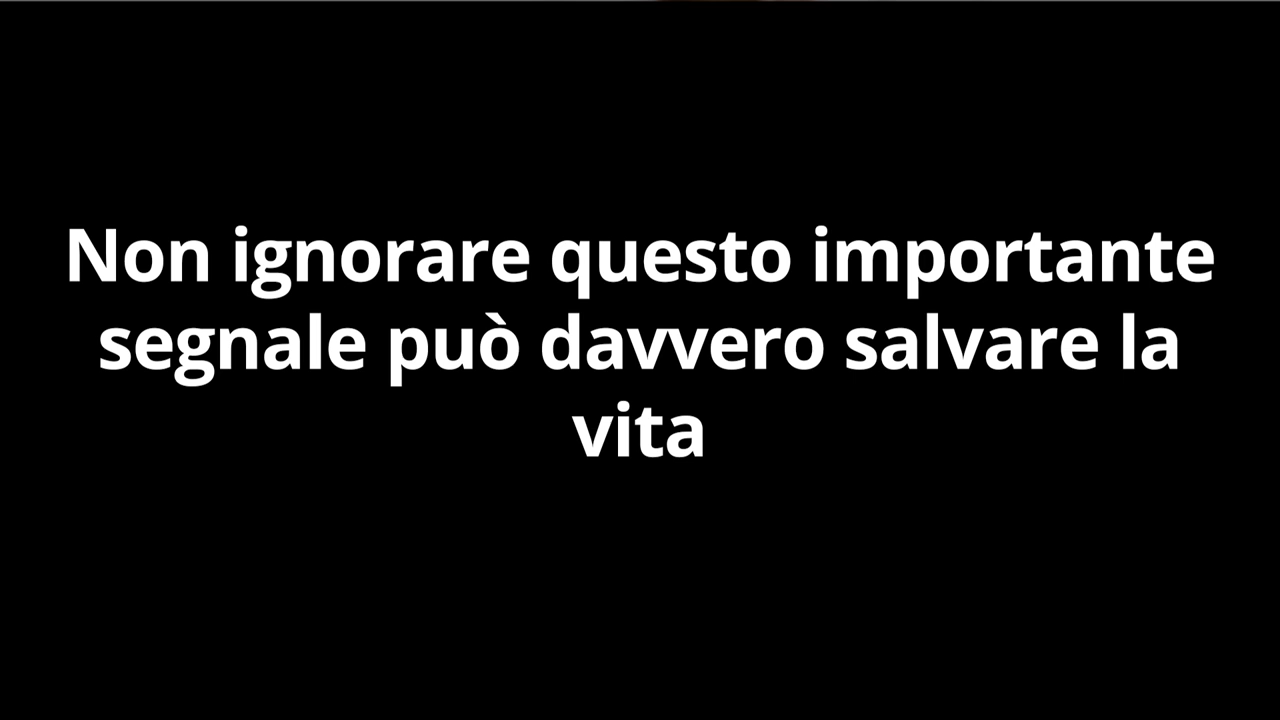 Non ignorare questo importante
segnale può davvero salvare la
vita